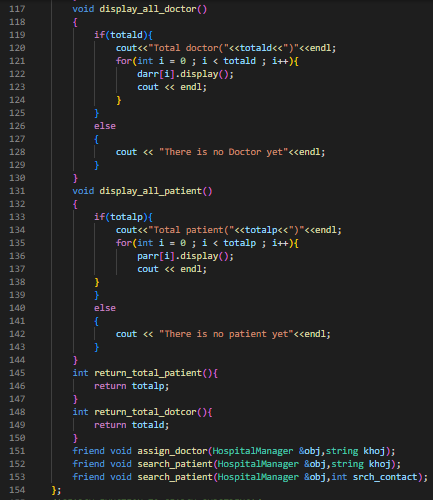 117 void display_all_doctor()
118 {
119 if(totald){
120 cout<<"Total doctor("<<totald<<")"<<endl;
121 for(int i = 0 ; i < totald ; i++){
122 darr[i].display();
123 cout << endl;
124 }
125 }
126 else
127 {
128 cout << "There is no Doctor yet"<<endl;
129 }
130 }
131 void display_all_patient()
132 {
133 if(totalp){
134 cout<<"Total patient("<<totalp<<")"<<endl;
135 for(int i = 0 ; i < totalp ; i++){
136 parr[i].display();
137 cout << endl;
138 }
139 }
140 else
141 {
142 cout << "There is no patient yet"<<endl;
143 }
144 }
145 int return_total_patient(){
146 return totalp;
147 }
148 int return_total_dotcor(){
149 return totald;
150 }
151 friend void assign_doctor(HospitalManager &obj,string khoj);
152 friend void search_patient(HospitalManager &obj,string khoj);
153 friend void search_patient(HospitalManager &obj,int srch_contact);
154 };